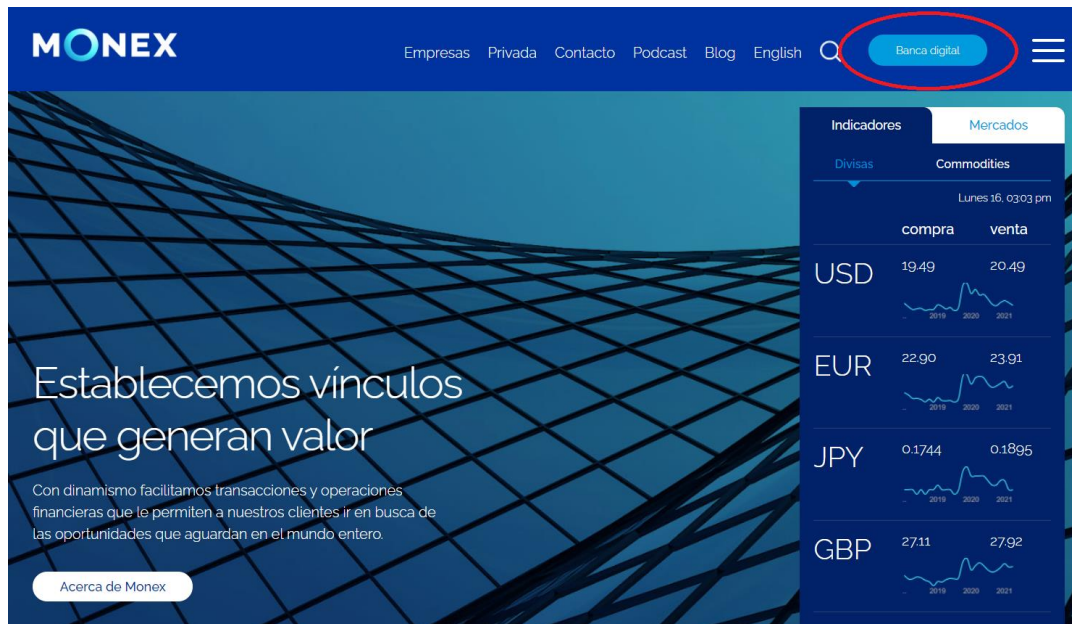 MONEX
Empresas Privada Contacto Podcast Blog English
Banca digital
Indicadores Mercados
Divisas Commodities
Lunes 16, 03:03 pm
compra venta
USD 19.49 20.49
2019 2020 2021
EUR 22.90 23.91
2019 2020 2021
JPY 0.1744 0.1895
2019 2020 2021
GBP 27.11 27.92
2019 2020 2021
Establecemos vínculos
que generan valor
Con dinamismo facilitamos transacciones y operaciones
financieras que le permiten a nuestros clientes ir en busca de
las oportunidades que aguardan en el mundo entero.
Acerca de Monex